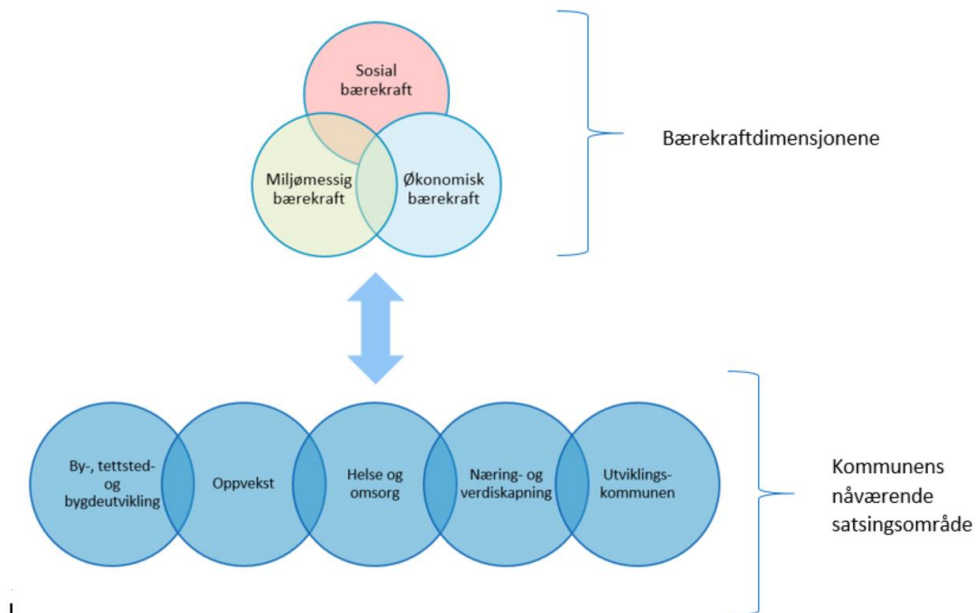 Sosial
bærekraft
Miljømessig
bærekraft
Økonomisk
bærekraft
Bærekraftdimensjonene
By-, tettsted-
og
bygdeutvikling
Oppvekst
Helse og
omsorg
Næring- og
verdiskapning
Utviklings-
kommunen
Kommunens
nåværende
satsingsområde